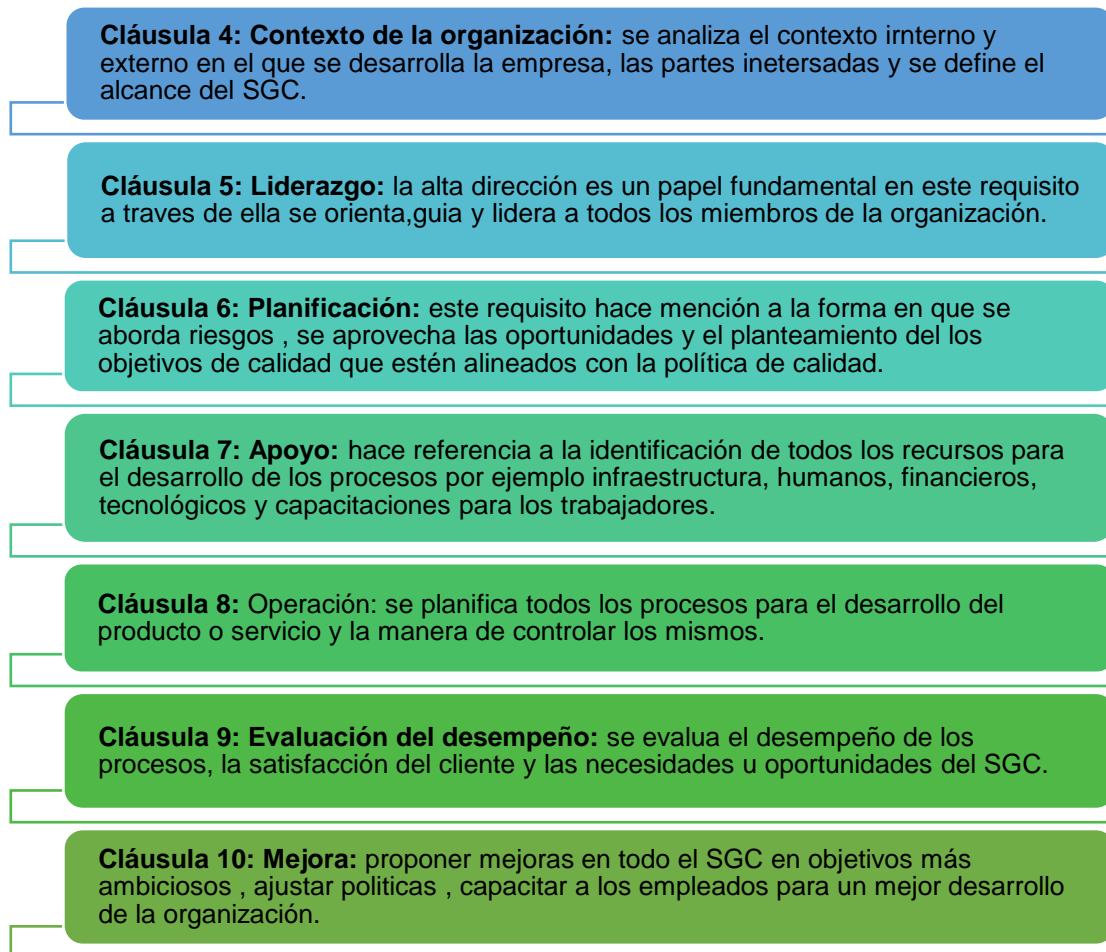 Cláusula 4: Contexto de la organización: se analiza el contexto irnterno y
externo en el que se desarrolla la empresa, las partes inetersadas y se define el
alcance del SGC.
Cláusula 5: Liderazgo: la alta dirección es un papel fundamental en este requisito
a traves de ella se orienta,guia y lidera a todos los miembros de la organización.
Cláusula 6: Planificación: este requisito hace mención a la forma en que se
aborda riesgos , se aprovecha las oportunidades y el planteamiento del los
objetivos de calidad que estén alineados con la política de calidad.
Cláusula 7: Apoyo: hace referencia a la identificación de todos los recursos para
el desarrollo de los procesos por ejemplo infraestructura, humanos, financieros,
tecnológicos y capacitaciones para los trabajadores.
Cláusula 8: Operación: se planifica todos los procesos para el desarrollo del
producto o servicio y la manera de controlar los mismos.
Cláusula 9: Evaluación del desempeño: se evalua el desempeño de los
procesos, la satisfacción del cliente y las necesidades u oportunidades del SGC.
Cláusula 10: Mejora: proponer mejoras en todo el SGC en objetivos más
ambiciosos , ajustar politicas , capacitar a los empleados para un mejor desarrollo
de la organización.